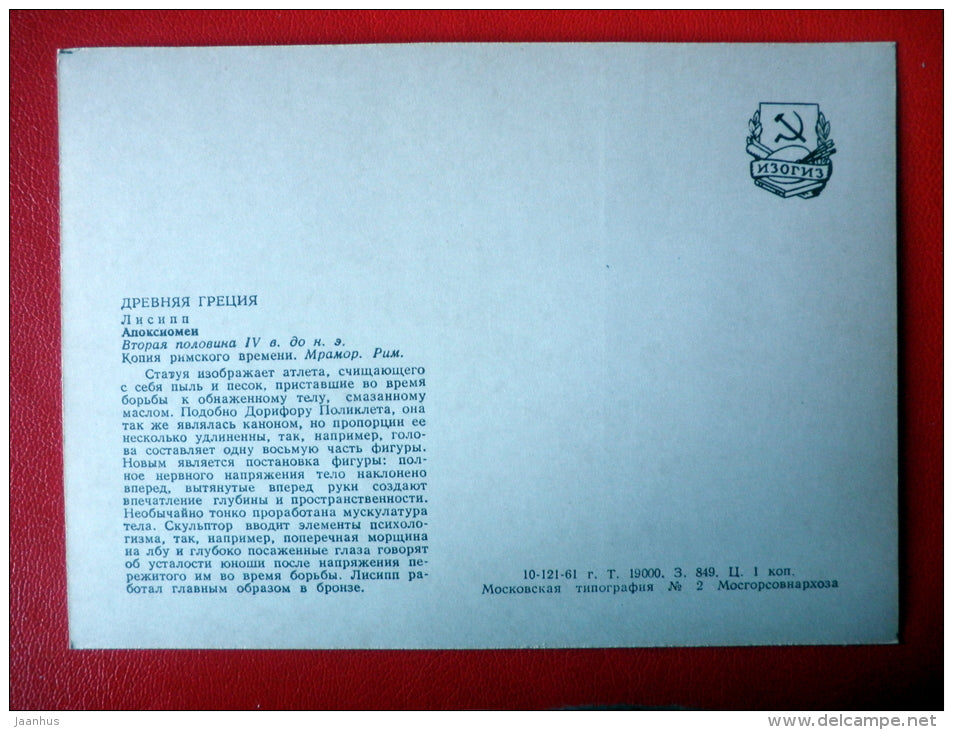 ИЗОГИЗ
ДРЕВНЯЯ ГРЕЦИЯ
Лисипп
Апоксиомен
Вторая половина IV в. до н. э.
Копия римского времени. Мрамор. Рим.
Статуя изображает атлета, счищающего
с себя пыль и песок, приставшие во время
борьбы к обнаженному телу, смазанному
маслом. Подобно Дорифору Поликлета, она
так же являлась каноном, но пропорции ее
несколько удлиненны, так, например, голо-
ва составляет одну восьмую часть фигуры.
Новым является постановка фигуры: пол-
ное нервного напряжения тело наклонено
вперед, вытянутые вперед руки создают
впечатление глубины и пространственности.
Необычайно тонко проработана мускулатура
тела. Скульптор вводит элементы психоло-
гизма, так, например, поперечная морщина
на лбу и глубоко посаженные глаза говорят
об усталости юноши после напряжения пе-
режитого им во время борьбы. Лисипп ра-
ботал главным образом в бронзе.
10-121-61 г. Т. 19000. З. 849. Ц. 1 коп.
Московская типография № 2 Мосгорсовнархоза
jaanhus
delcampe.net